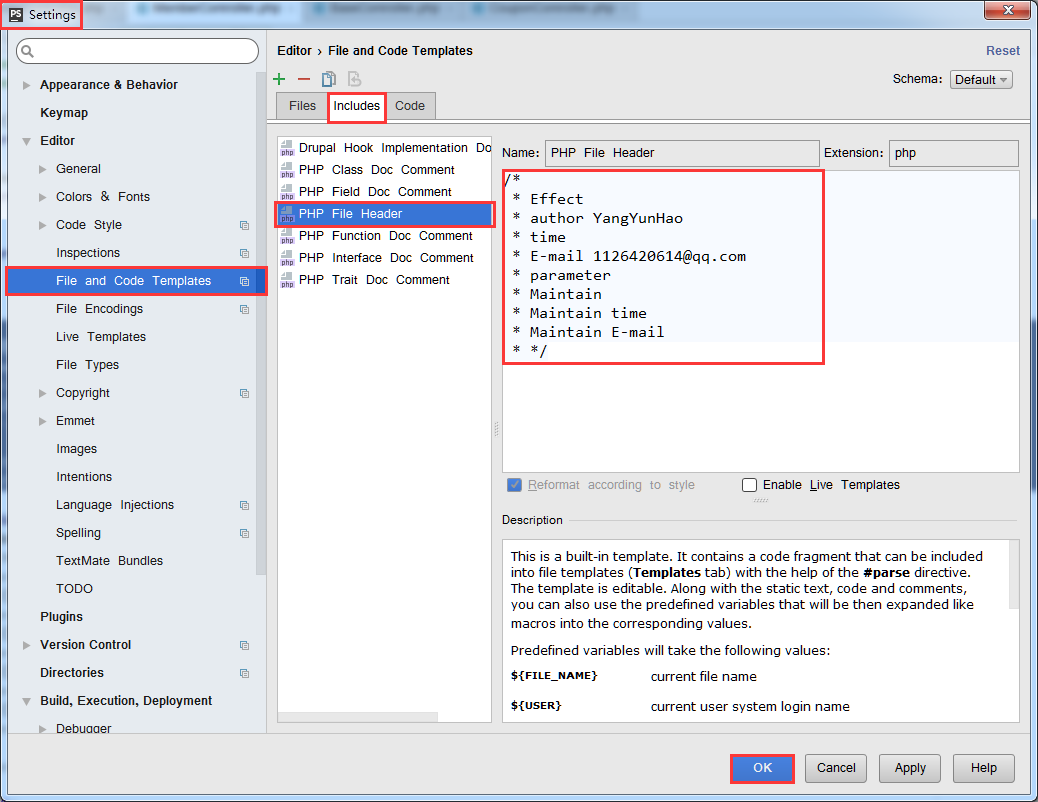 PS Settings
Editor › File and Code Templates
Reset
Schema: Default
Files Includes Code
Appearance & Behavior
Keymap
Editor
General
Colors & Fonts
Code Style
Inspections
File and Code Templates
File Encodings
Live Templates
File Types
Copyright
Emmet
Images
Intentions
Language Injections
Spelling
TextMate Bundles
TODO
Plugins
Version Control
Directories
Build, Execution, Deployment
Debugger
php Drupal Hook Implementation Do
php PHP Class Doc Comment
php PHP Field Doc Comment
php PHP File Header
php PHP Function Doc Comment
php PHP Interface Doc Comment
php PHP Trait Doc Comment
Name: PHP File Header Extension: php
/*
* Effect
* author YangYunHao
* time
* E-mail 1126420614@qq.com
* parameter
* Maintain
* Maintain time
* Maintain E-mail
* */
Reformat according to style Enable Live Templates
Description
This is a built-in template. It contains a code fragment that can be included
into file templates (Templates tab) with the help of the #parse directive.
The template is editable. Along with the static text, code and comments,
you can also use the predefined variables that will be then expanded like
macros into the corresponding values.
Predefined variables will take the following values:
${FILE_NAME} current file name
${USER} current user system login name
OK Cancel Apply Help